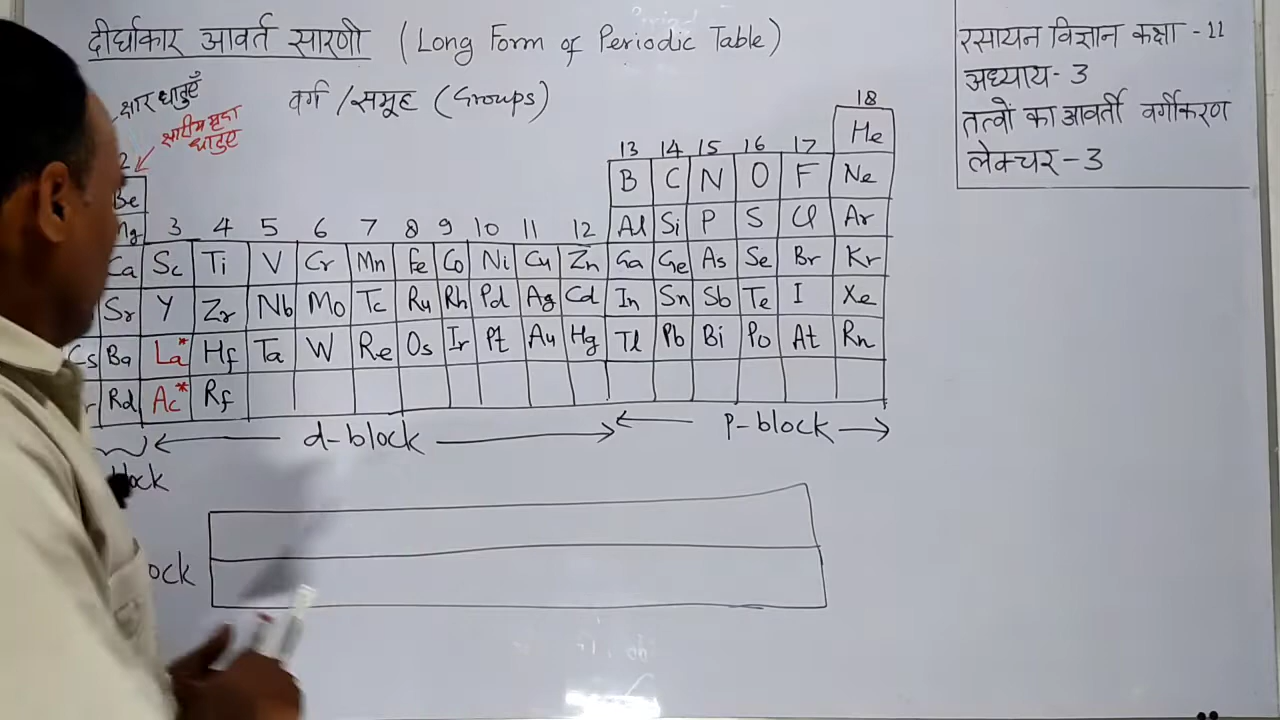 दीर्घाकार आवर्त सारणी (Long Form of Periodic Table)
क्षार धातुएँ
क्षारीय मृदा
धातुएँ
वर्ग / समूह (Groups)
18
2 13 14 15 16 17 He
Be B C N O F Ne
Mg 3 4 5 6 7 8 9 10 11 12 Al Si P S Cl Ar
Ca Sc Ti V Cr Mn Fe Co Ni Cu Zn Ga Ge As Se Br Kr
Sr Y Zr Nb Mo Tc Ru Rh Pd Ag Cd In Sn Sb Te I Xe
Cs Ba La* Hf Ta W Re Os Ir Pt Au Hg Tl Pb Bi Po At Rn
r Rd Ac* Rf
d-block p-block
lock
ock
रसायन विज्ञान कक्षा - 11
अध्याय - 3
तत्वों का आवर्ती वर्गीकरण
लेक्चर - 3